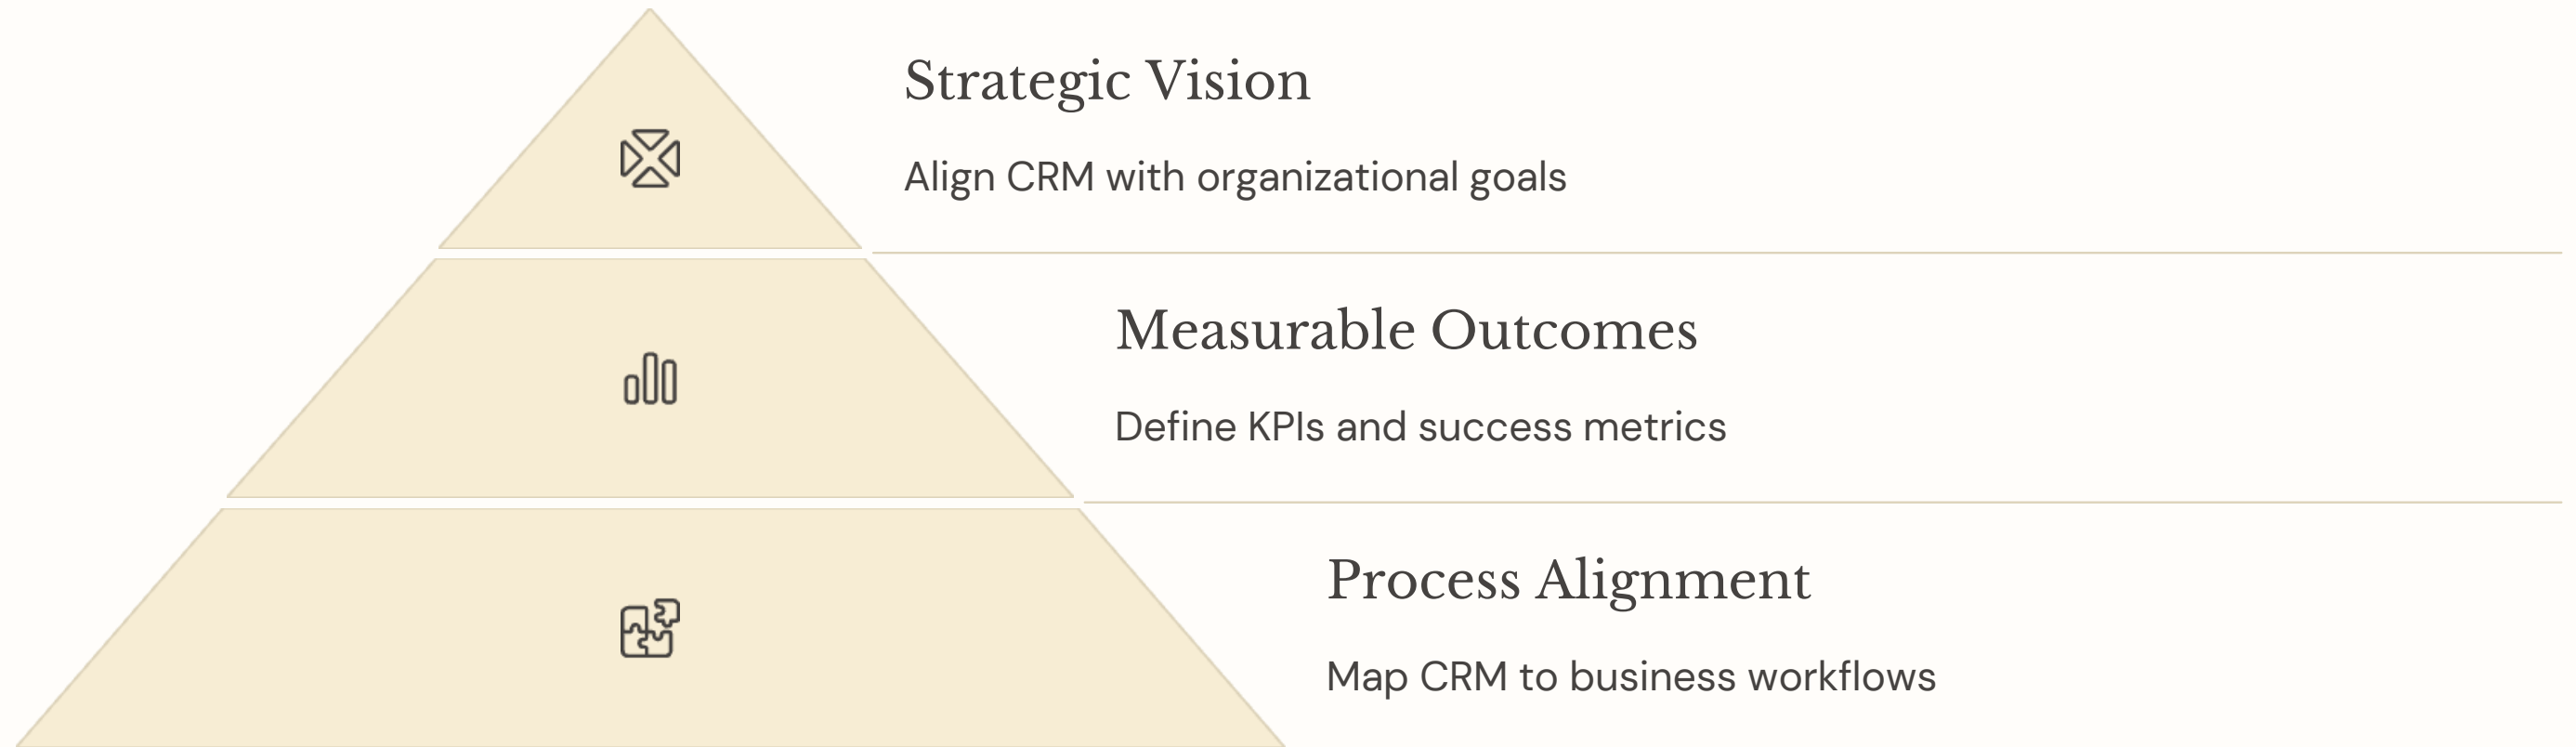 Strategic Vision
Align CRM with organizational goals
Measurable Outcomes
Define KPIs and success metrics
Process Alignment
Map CRM to business workflows